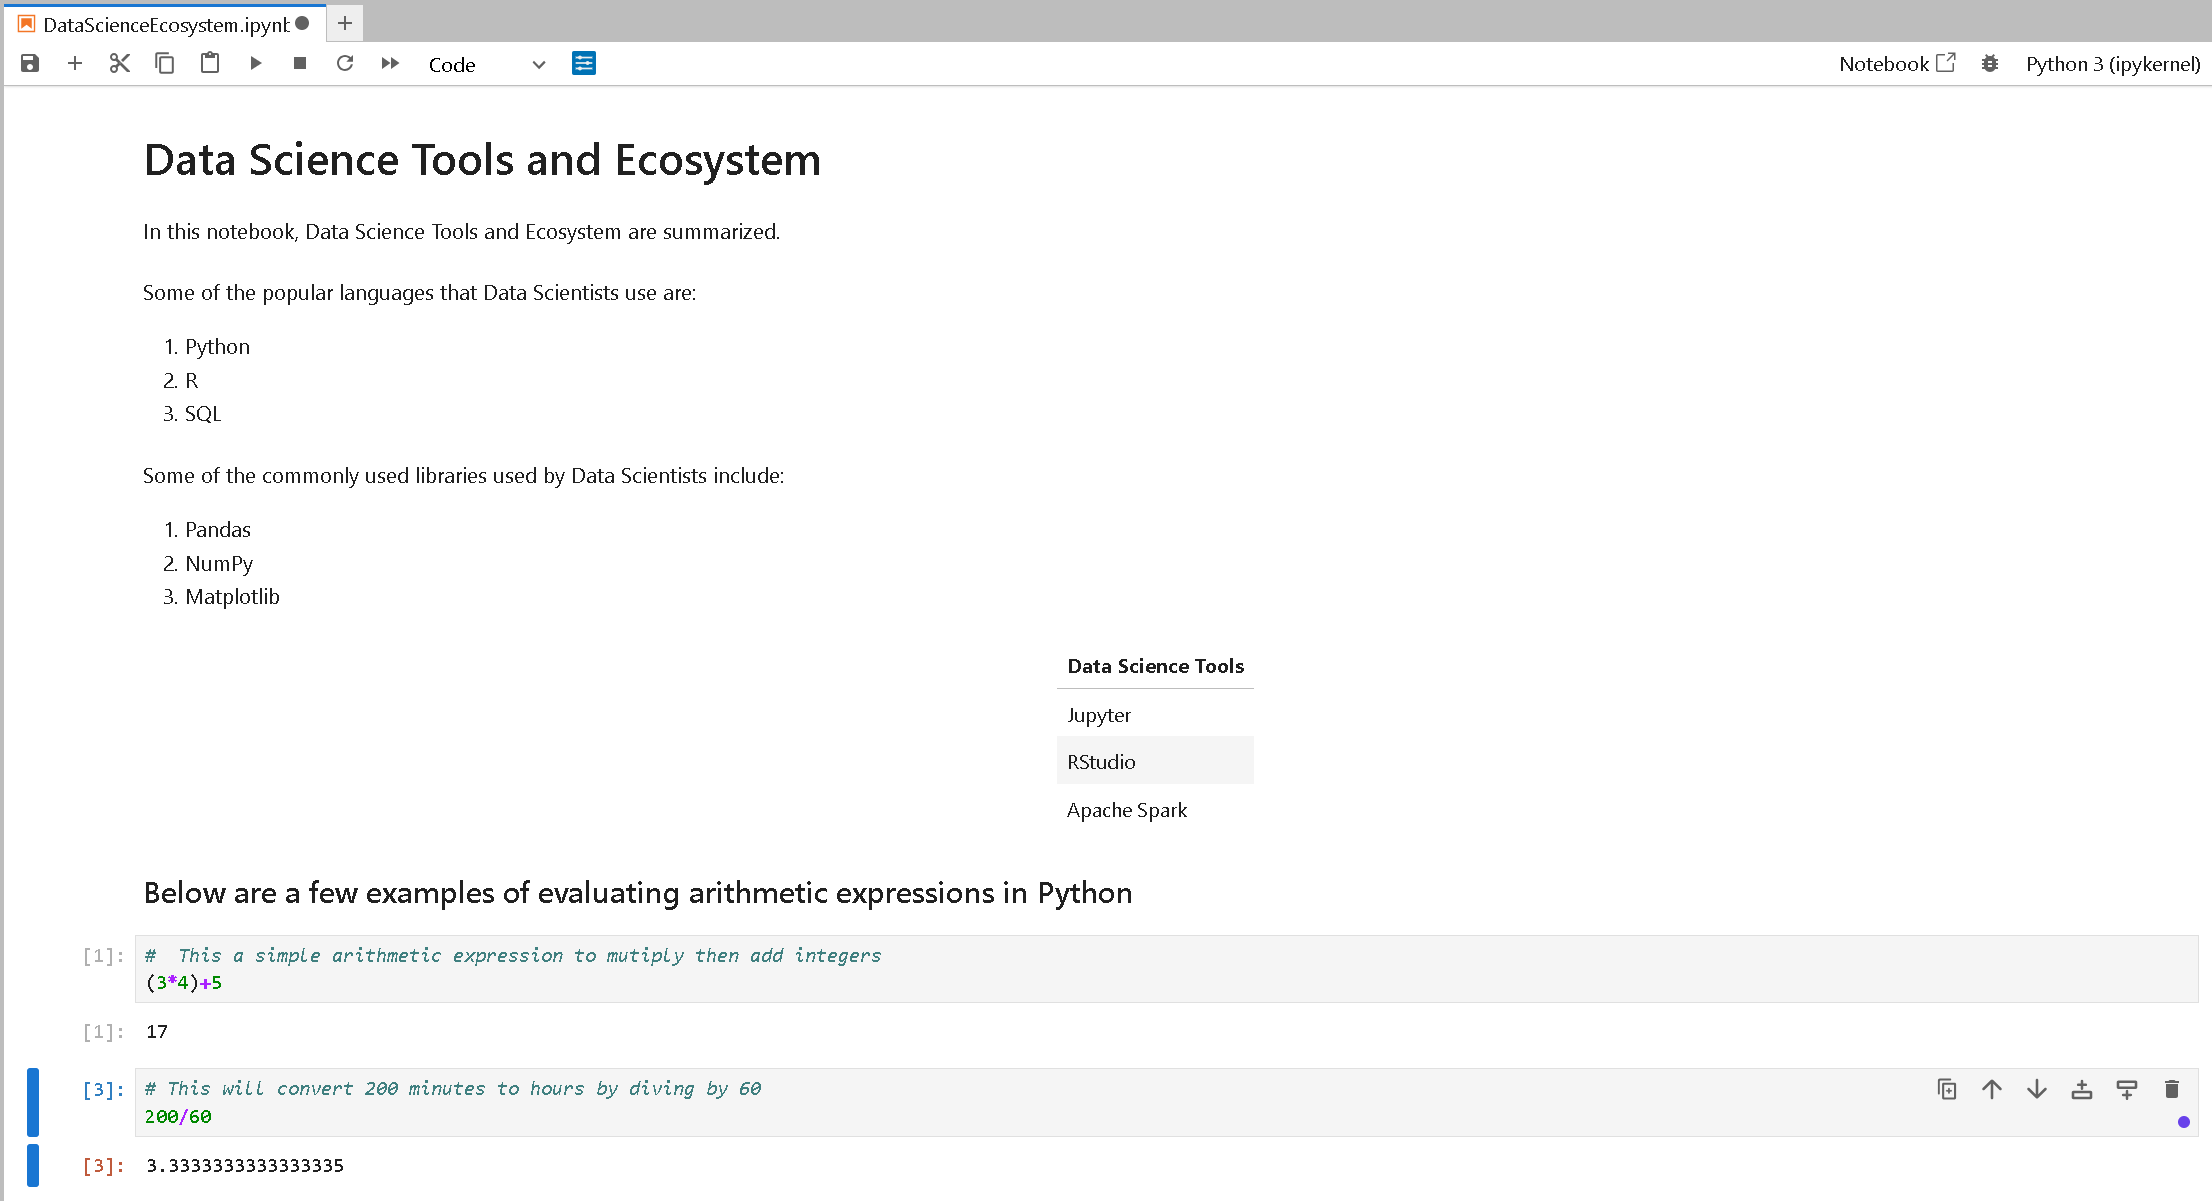 DataScienceEcosystem.ipynb
Code
Notebook
Python 3 (ipykernel)
Data Science Tools and Ecosystem
In this notebook, Data Science Tools and Ecosystem are summarized.
Some of the popular languages that Data Scientists use are:
1. Python
2. R
3. SQL
Some of the commonly used libraries used by Data Scientists include:
1. Pandas
2. NumPy
3. Matplotlib
Data Science Tools
Jupyter
RStudio
Apache Spark
Below are a few examples of evaluating arithmetic expressions in Python
[1]: #  This a simple arithmetic expression to mutiply then add integers
(3*4)+5
[1]: 17
[3]: # This will convert 200 minutes to hours by diving by 60
200/60
[3]: 3.3333333333333335